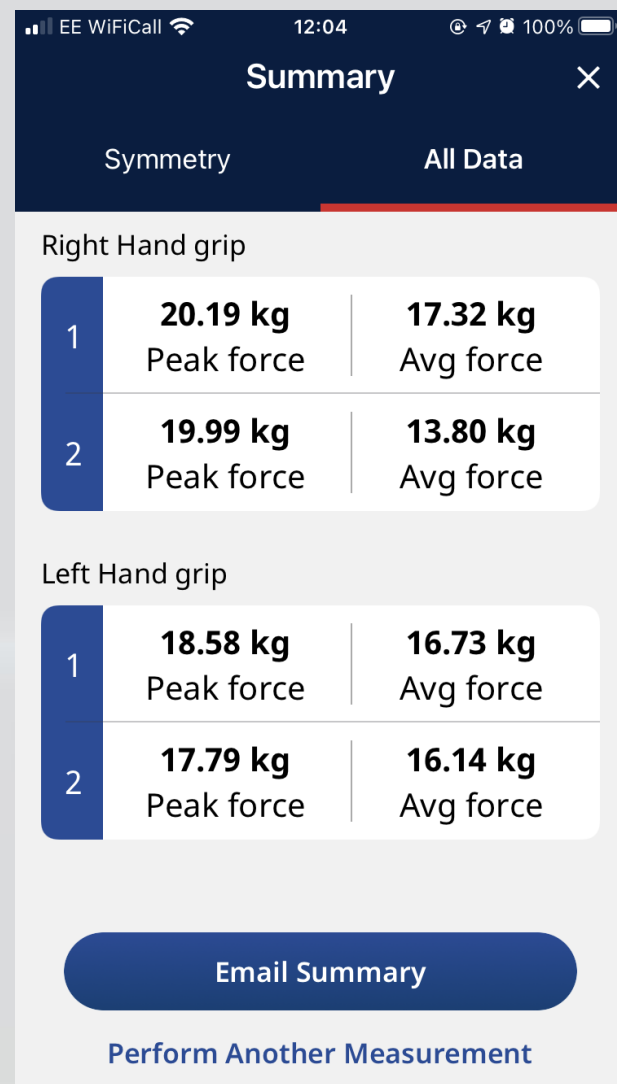 EE WiFiCall 12:04 100%
Summary
Symmetry All Data
Right Hand grip
1 20.19 kg 17.32 kg
Peak force Avg force
2 19.99 kg 13.80 kg
Peak force Avg force
Left Hand grip
1 18.58 kg 16.73 kg
Peak force Avg force
2 17.79 kg 16.14 kg
Peak force Avg force
Email Summary
Perform Another Measurement